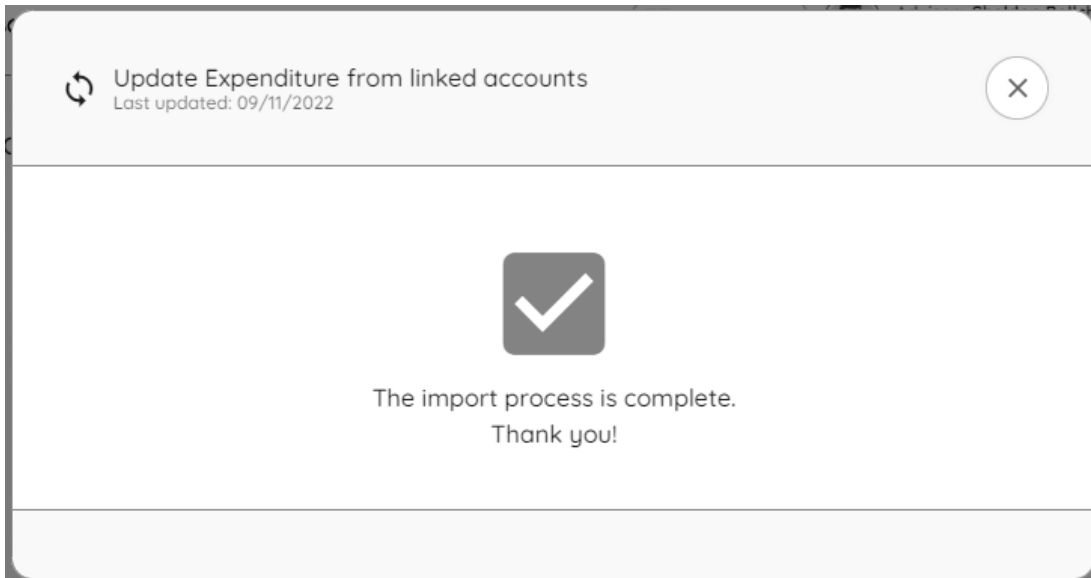 Update Expenditure from linked accounts
Last updated: 09/11/2022
The import process is complete.
Thank you!